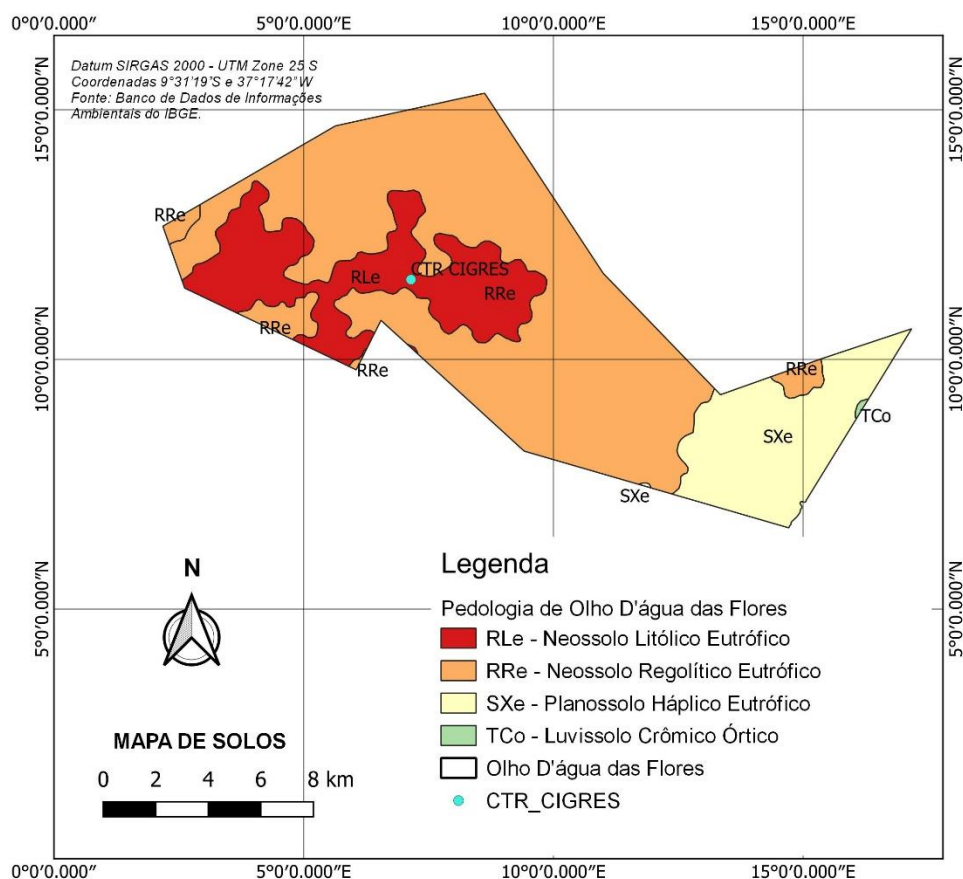 0°0'0.000"
5°0'0.000"N
10°0'0.000"N
15°0'0.000"N
Datum SIRGAS 2000 - UTM Zone 25 S
Coordenadas 9°31'19"S e 37°17'42"W
Fonte: Banco de Dados de Informações
Ambientais do IBGE.
15°0'0.000"N
15°0'0.000"N
RRe
CTR CIGRES
RLe
RRe
RRe
RRe
10°0'0.000"N
10°0'0.000"N
RRe
TCo
SXe
SXe
N
Legenda
Pedologia de Olho D'água das Flores
5°0'0.000"N
5°0'0.000"N
RLe - Neossolo Litólico Eutrófico
RRe - Neossolo Regolítico Eutrófico
SXe - Planossolo Háplico Eutrófico
TCo - Luvissolo Crômico Órtico
Olho D'água das Flores
CTR_CIGRES
MAPA DE SOLOS
0 2 4 6 8 km
0°0'0.000"
5°0'0.000"N
10°0'0.000"N
15°0'0.000"N